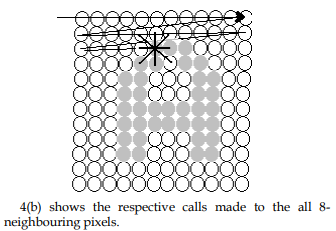 4(b) shows the respective calls made to the all 8-
neighbouring pixels.